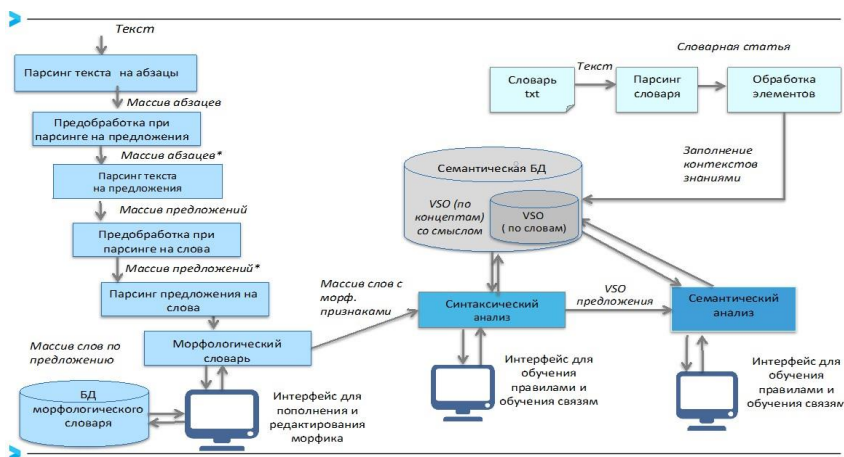 Текст
Парсинг текста на абзацы
Массив абзацев
Предобработка при
парсинге на предложения
Массив абзацев*
Парсинг текста
на предложения
Массив предложений
Предобработка при
парсинге на слова
Массив предложений*
Парсинг предложения на
слова
Массив слов по
предложению
Морфологический
словарь
БД
морфологического
словаря
Интерфейс для
пополнения и
редактирования
морфика
Массив слов с
морф.
признаками
Словарная статья
Словарь
txt
Текст
Парсинг
словаря
Обработка
элементов
Заполнение
контекстов
знаниями
Семантическая БД
VSO (по
концептам)
со смыслом
VSO
( по словам)
Синтаксический
анализ
VSO
предложения
Семантический
анализ
Интерфейс для
обучения
правилами и
обучения связям
Интерфейс для
обучения
правилами и
обучения связям